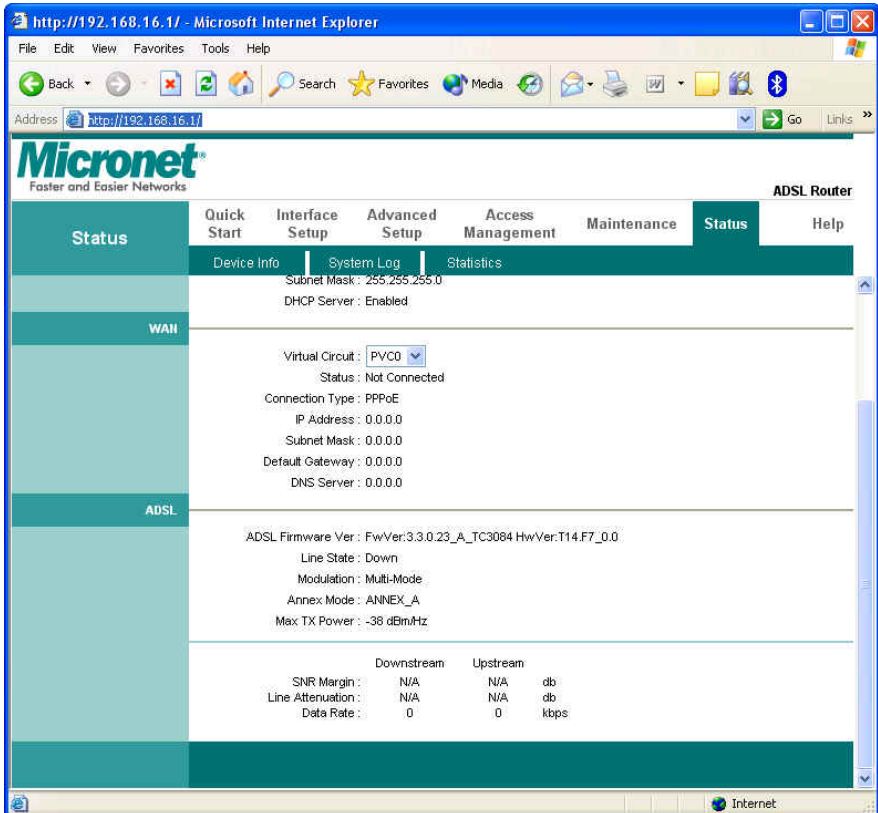 http://192.168.16.1/ - Microsoft Internet Explorer
File Edit View Favorites Tools Help
Back Search Favorites Media
Address http://192.168.16.1/ Go Links »
Micronet®
Faster and Easier Networks
ADSL Router
Status
Quick Start Interface Setup Advanced Setup Access Management Maintenance Status Help
Device Info System Log Statistics
Subnet Mask : 255.255.255.0
DHCP Server : Enabled
WAN
Virtual Circuit : PVC0
Status : Not Connected
Connection Type : PPPoE
IP Address : 0.0.0.0
Subnet Mask : 0.0.0.0
Default Gateway : 0.0.0.0
DNS Server : 0.0.0.0
ADSL
ADSL Firmware Ver : FwVer:3.3.0.23_A_TC3084 HwVer:T14.F7_0.0
Line State : Down
Modulation : Multi-Mode
Annex Mode : ANNEX_A
Max TX Power : -38 dBm/Hz
Downstream Upstream
SNR Margin : N/A N/A db
Line Attenuation : N/A N/A db
Data Rate : 0 0 kbps
Internet